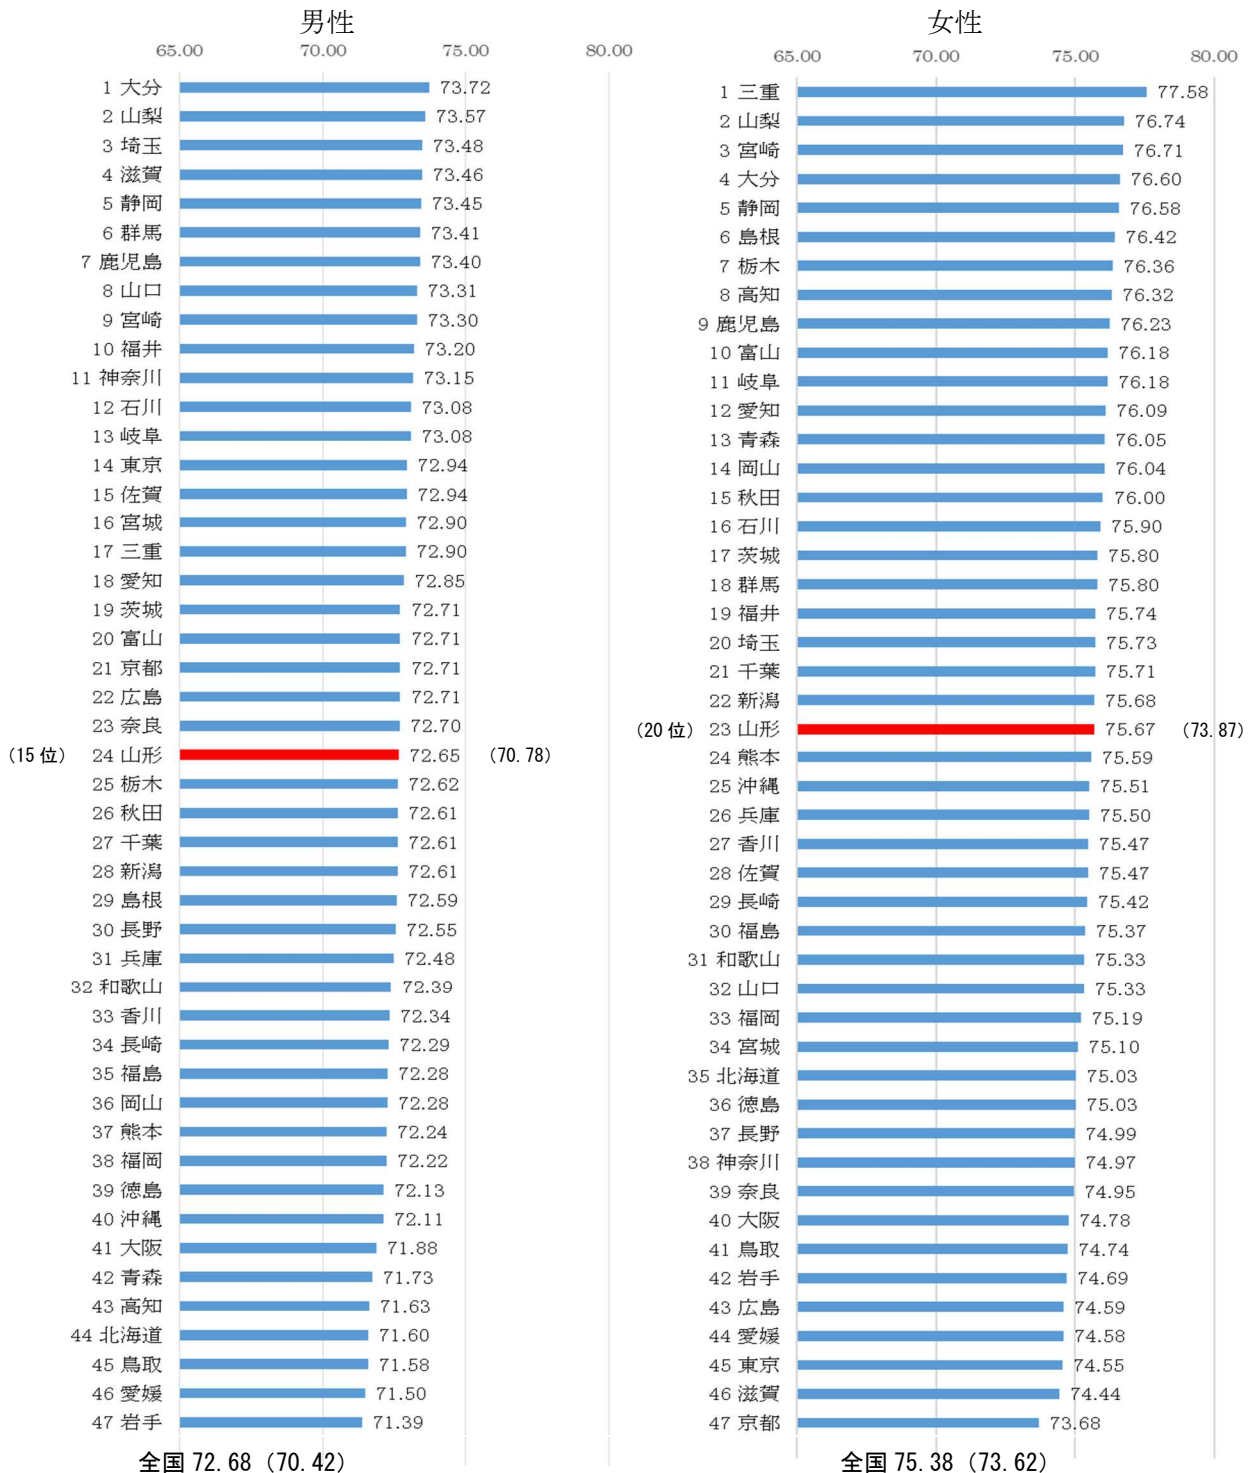 男性
65.00 70.00 75.00 80.00
1 大分 73.72
2 山梨 73.57
3 埼玉 73.48
4 滋賀 73.46
5 静岡 73.45
6 群馬 73.41
7 鹿児島 73.40
8 山口 73.31
9 宮崎 73.30
10 福井 73.20
11 神奈川 73.15
12 石川 73.08
13 岐阜 73.08
14 東京 72.94
15 佐賀 72.94
16 宮城 72.90
17 三重 72.90
18 愛知 72.85
19 茨城 72.71
20 富山 72.71
21 京都 72.71
22 広島 72.71
23 奈良 72.70
(15 位) 24 山形 72.65 (70.78)
25 栃木 72.62
26 秋田 72.61
27 千葉 72.61
28 新潟 72.61
29 島根 72.59
30 長野 72.55
31 兵庫 72.48
32 和歌山 72.39
33 香川 72.34
34 長崎 72.29
35 福島 72.28
36 岡山 72.28
37 熊本 72.24
38 福岡 72.22
39 徳島 72.13
40 沖縄 72.11
41 大阪 71.88
42 青森 71.73
43 高知 71.63
44 北海道 71.60
45 鳥取 71.58
46 愛媛 71.50
47 岩手 71.39
全国 72.68 (70.42)
女性
65.00 70.00 75.00 80.00
1 三重 77.58
2 山梨 76.74
3 宮崎 76.71
4 大分 76.60
5 静岡 76.58
6 島根 76.42
7 栃木 76.36
8 高知 76.32
9 鹿児島 76.23
10 富山 76.18
11 岐阜 76.18
12 愛知 76.09
13 青森 76.05
14 岡山 76.04
15 秋田 76.00
16 石川 75.90
17 茨城 75.80
18 群馬 75.80
19 福井 75.74
20 埼玉 75.73
21 千葉 75.71
22 新潟 75.68
(20 位) 23 山形 75.67 (73.87)
24 熊本 75.59
25 沖縄 75.51
26 兵庫 75.50
27 香川 75.47
28 佐賀 75.47
29 長崎 75.42
30 福島 75.37
31 和歌山 75.33
32 山口 75.33
33 福岡 75.19
34 宮城 75.10
35 北海道 75.03
36 徳島 75.03
37 長野 74.99
38 神奈川 74.97
39 奈良 74.95
40 大阪 74.78
41 鳥取 74.74
42 岩手 74.69
43 広島 74.59
44 愛媛 74.58
45 東京 74.55
46 滋賀 74.44
47 京都 73.68
全国 75.38 (73.62)